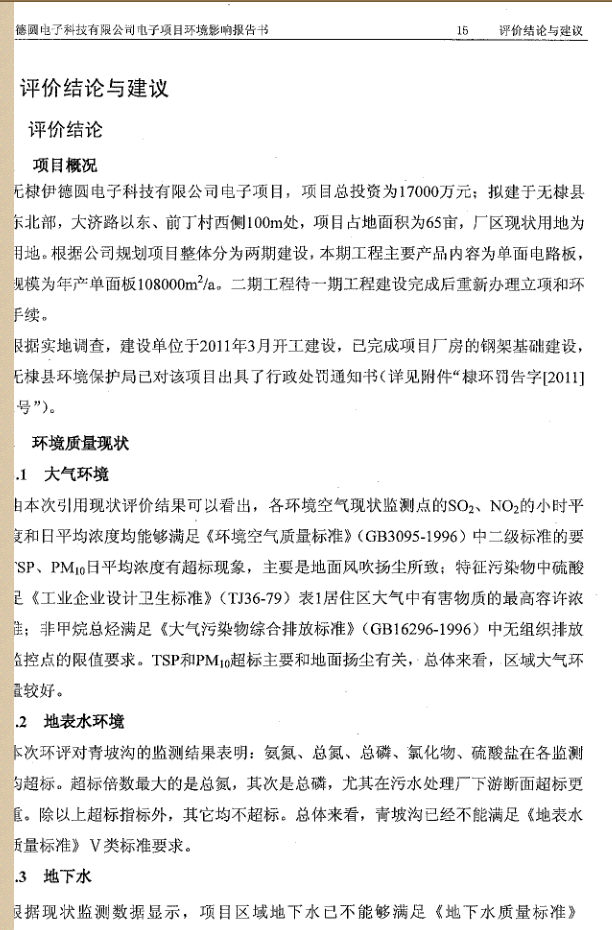 德圆电子科技有限公司电子项目环境影响报告书 15 评价结论与建议
评价结论与建议
评价结论
项目概况
无棣伊德圆电子科技有限公司电子项目，项目总投资为17000万元；拟建于无棣县
东北部，大济路以东、前丁村西侧100m处，项目占地面积为65亩，厂区现状用地为
用地。根据公司规划项目整体分为两期建设，本期工程主要产品内容为单面电路板，
规模为年产单面板108000m²/a。二期工程待一期工程建设完成后重新办理立项和环
手续。
根据实地调查，建设单位于2011年3月开工建设，已完成项目厂房的钢架基础建设，
无棣县环境保护局已对该项目出具了行政处罚通知书（详见附件“棣环罚告字[2011]
号”）。
环境质量现状
.1 大气环境
由本次引用现状评价结果可以看出，各环境空气现状监测点的SO₂、NO₂的小时平
度和日平均浓度均能够满足《环境空气质量标准》（GB3095-1996）中二级标准的要
TSP、PM₁₀日平均浓度有超标现象，主要是地面风吹扬尘所致；特征污染物中硫酸
足《工业企业设计卫生标准》（TJ36-79）表1居住区大气中有害物质的最高容许浓
准；非甲烷总烃满足《大气污染物综合排放标准》（GB16296-1996）中无组织排放
监控点的限值要求。TSP和PM₁₀超标主要和地面扬尘有关，总体来看，区域大气环
量较好。
.2 地表水环境
本次环评对青坡沟的监测结果表明：氨氮、总氮、总磷、氯化物、硫酸盐在各监测
均超标。超标倍数最大的是总氮，其次是总磷，尤其在污水处理厂下游断面超标更
重。除以上超标指标外，其它均不超标。总体来看，青坡沟已经不能满足《地表水
质量标准》Ⅴ类标准要求。
.3 地下水
根据现状监测数据显示，项目区域地下水已不能够满足《地下水质量标准》